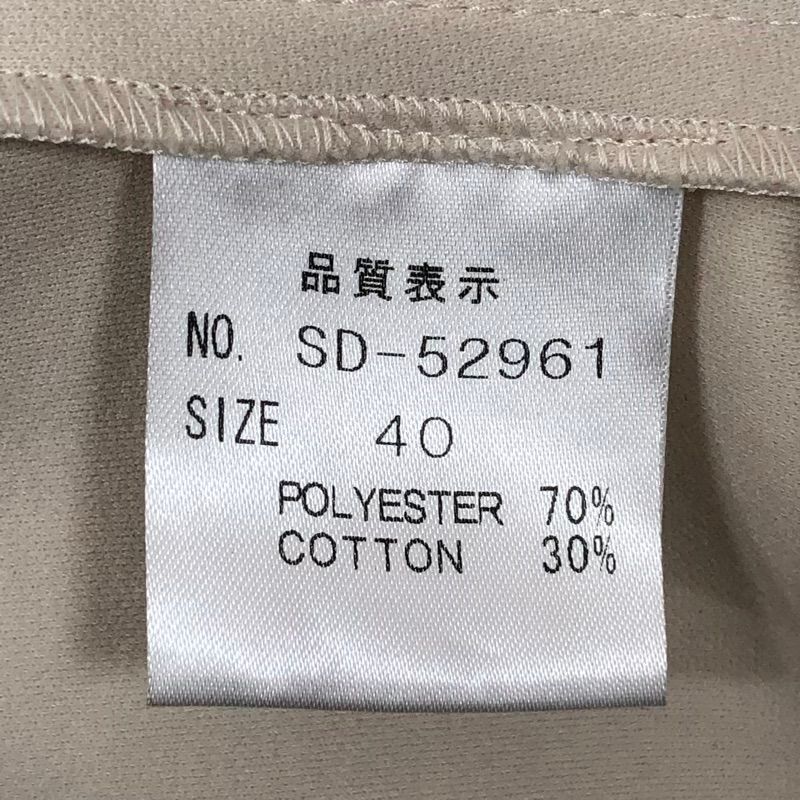 品質表示
NO. SD-52961
SIZE 40
POLYESTER 70%
COTTON 30%